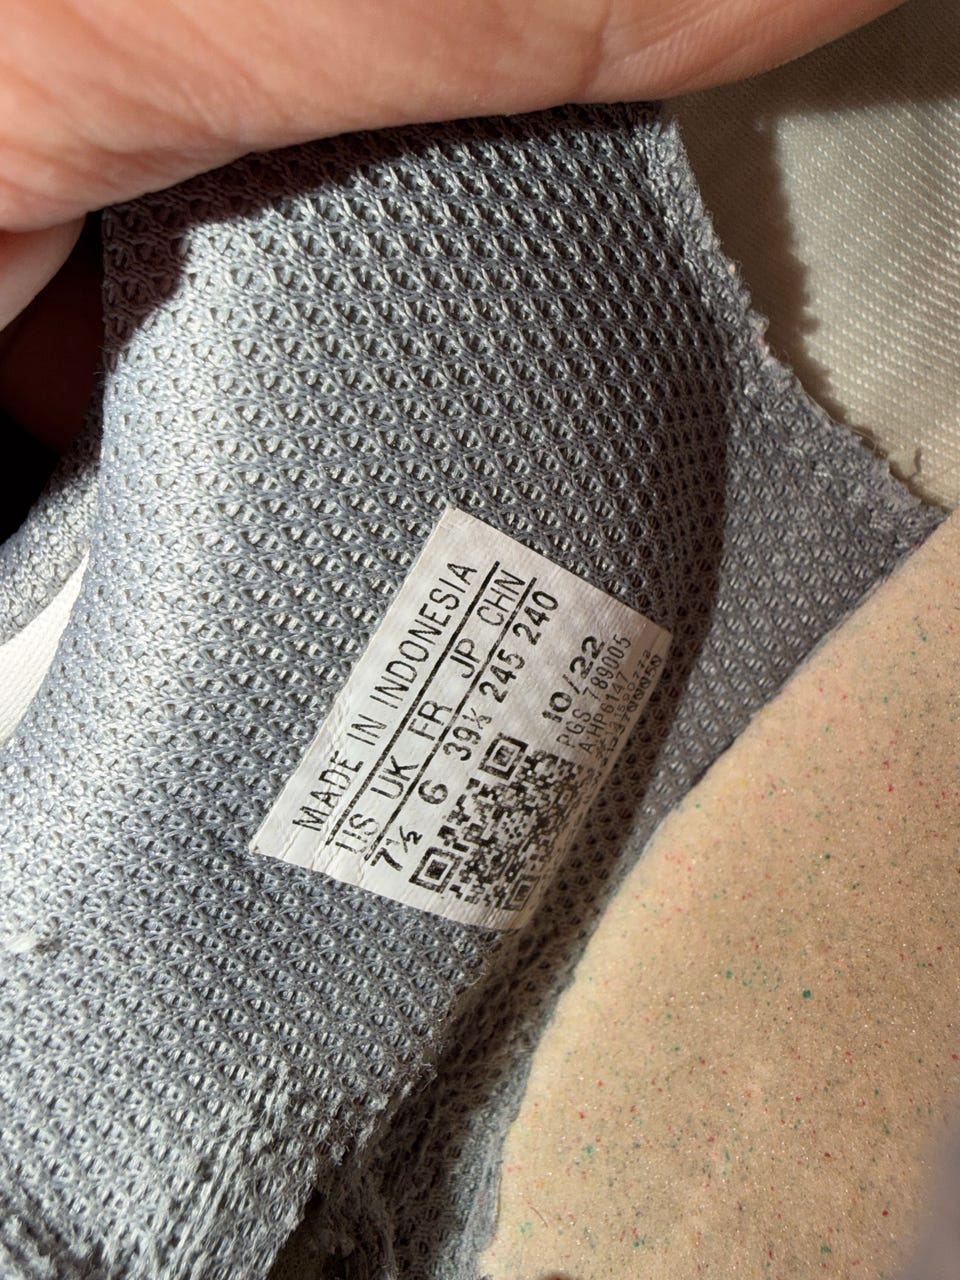 MADE IN INDONESIA
US UK FR JP CHN
7½ 6 39⅓ 245 240
10/22
PGS 789005